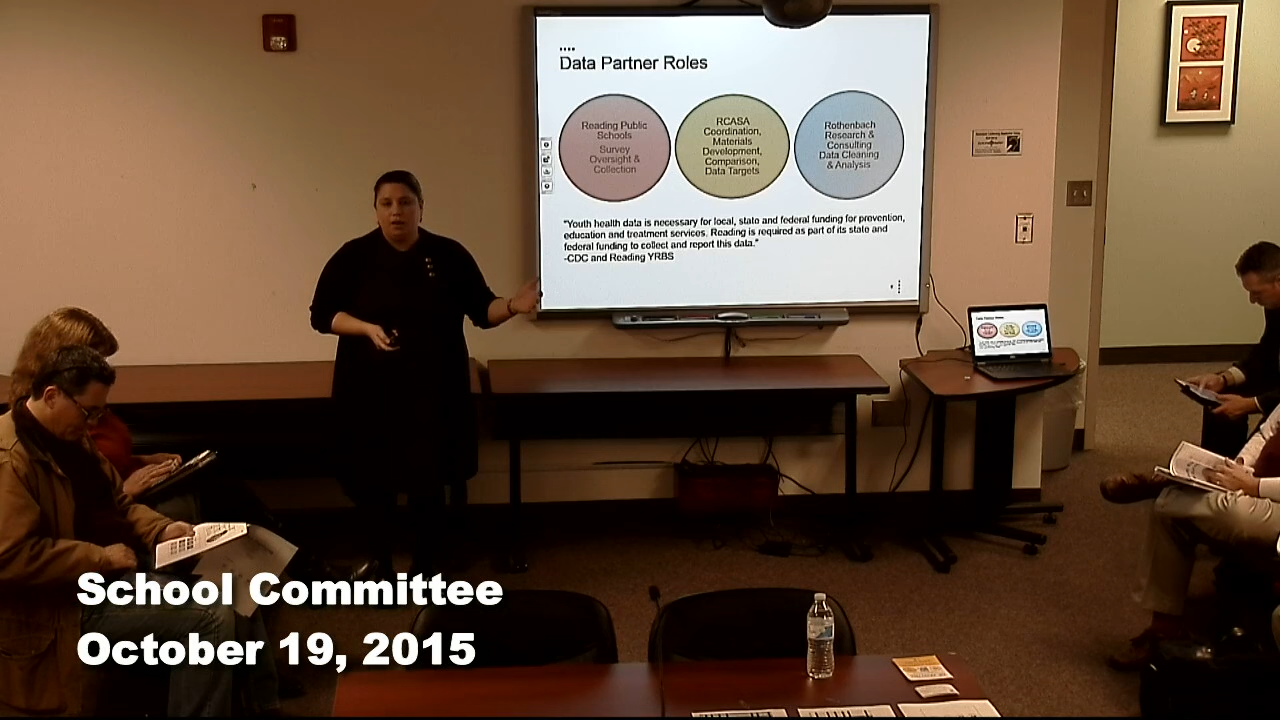 Data Partner Roles
Reading Public
Schools
Survey
Oversight &
Collection
RCASA
Coordination,
Materials
Development,
Comparison,
Data Targets
Rothenbach
Research &
Consulting
Data Cleaning
& Analysis
"Youth health data is necessary for local, state and federal funding for prevention,
education and treatment services. Reading is required as part of its state and
federal funding to collect and report this data."
-CDC and Reading YRBS
School Committee
October 19, 2015